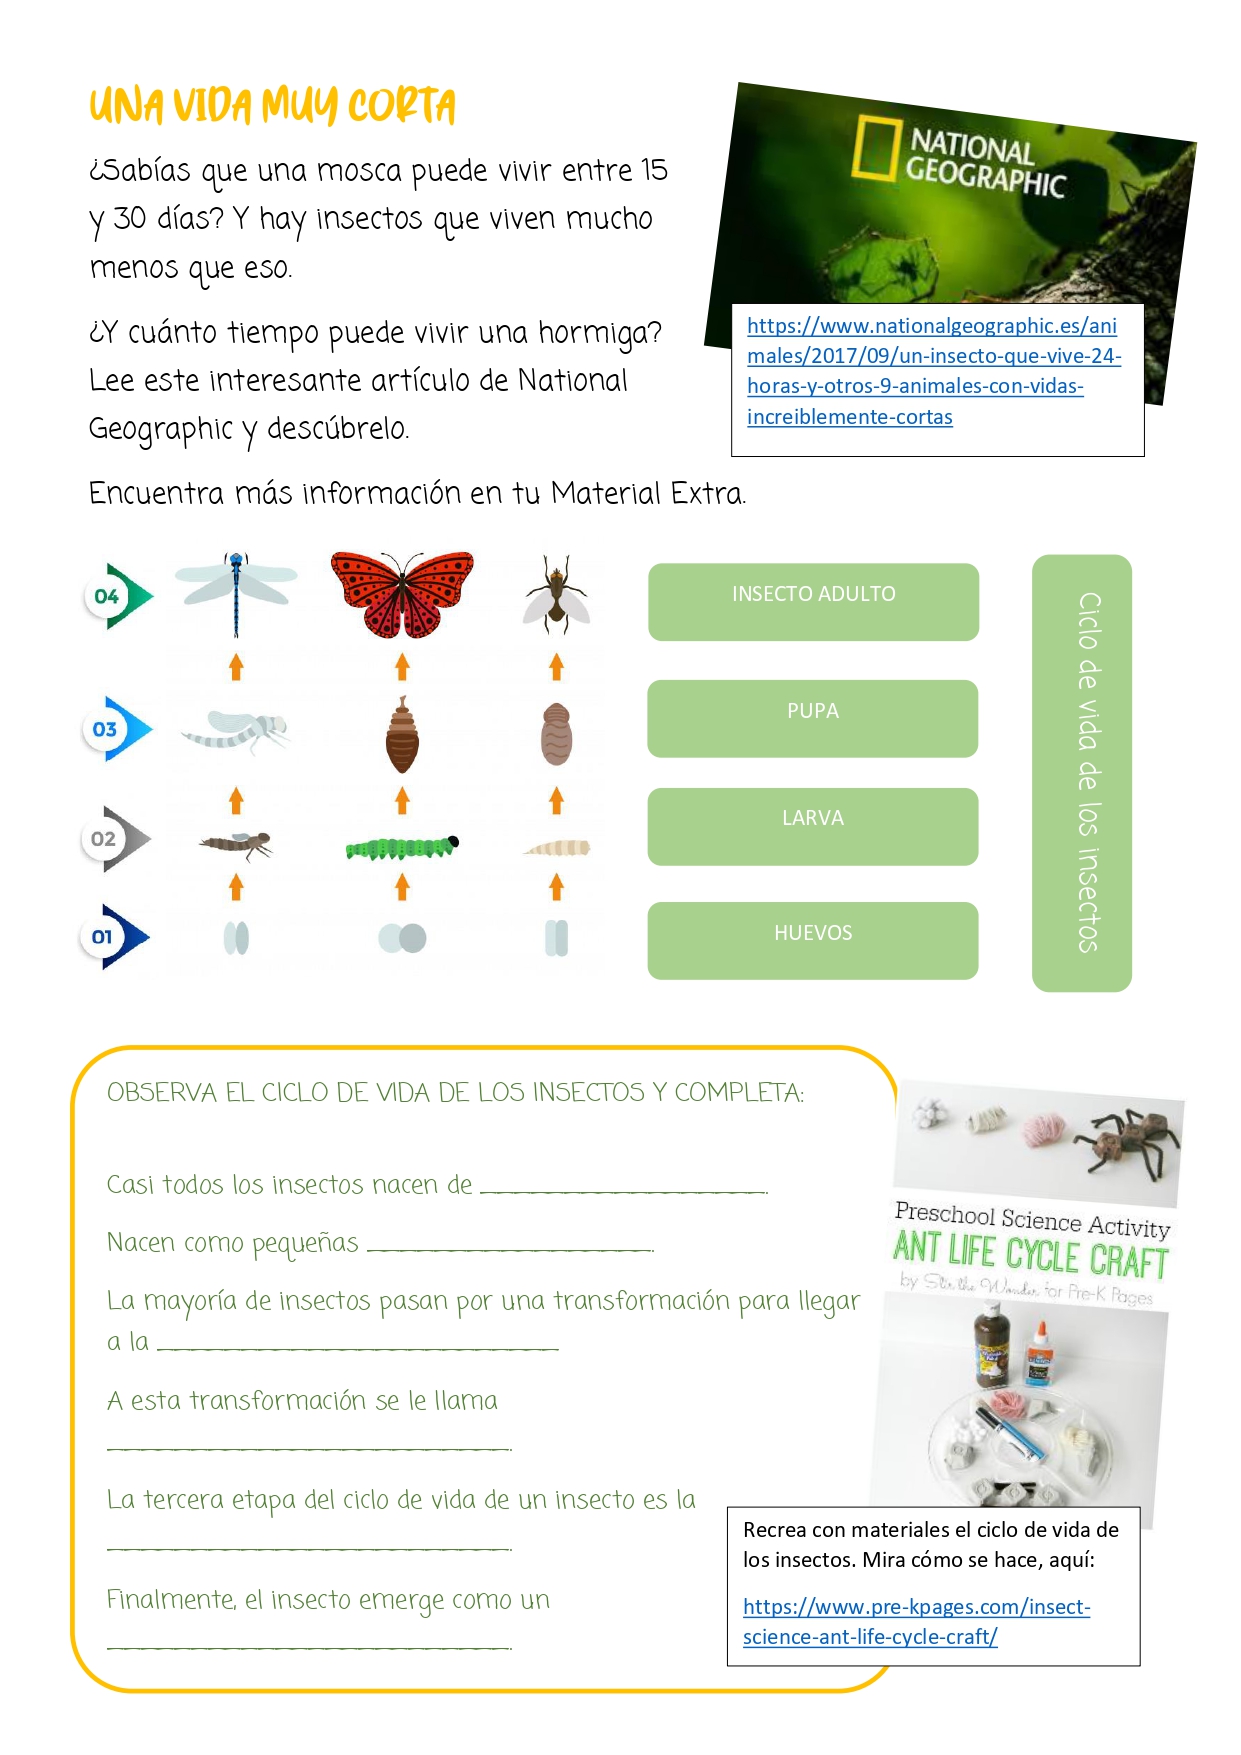 UNA VIDA MUY CORTA
¿Sabías que una mosca puede vivir entre 15
y 30 días? Y hay insectos que viven mucho
menos que eso.
¿Y cuánto tiempo puede vivir una hormiga?
Lee este interesante artículo de National
Geographic y descúbrelo.
Encuentra más información en tu Material Extra.
NATIONAL
GEOGRAPHIC
https://www.nationalgeographic.es/ani
males/2017/09/un-insecto-que-vive-24-
horas-y-otros-9-animales-con-vidas-
increiblemente-cortas
04
INSECTO ADULTO
03
PUPA
02
LARVA
01
HUEVOS
Ciclo de vida de los insectos
OBSERVA EL CICLO DE VIDA DE LOS INSECTOS Y COMPLETA:
Casi todos los insectos nacen de ____________________.
Nacen como pequeñas ____________________.
La mayoría de insectos pasan por una transformación para llegar
a la ____________________________
A esta transformación se le llama
____________________________.
La tercera etapa del ciclo de vida de un insecto es la
____________________________.
Finalmente, el insecto emerge como un
____________________________.
Preschool Science Activity
ANT LIFE CYCLE CRAFT
by Stir the Wonder for Pre-K Pages
Recrea con materiales el ciclo de vida de
los insectos. Mira cómo se hace, aquí:
https://www.pre-kpages.com/insect-
science-ant-life-cycle-craft/